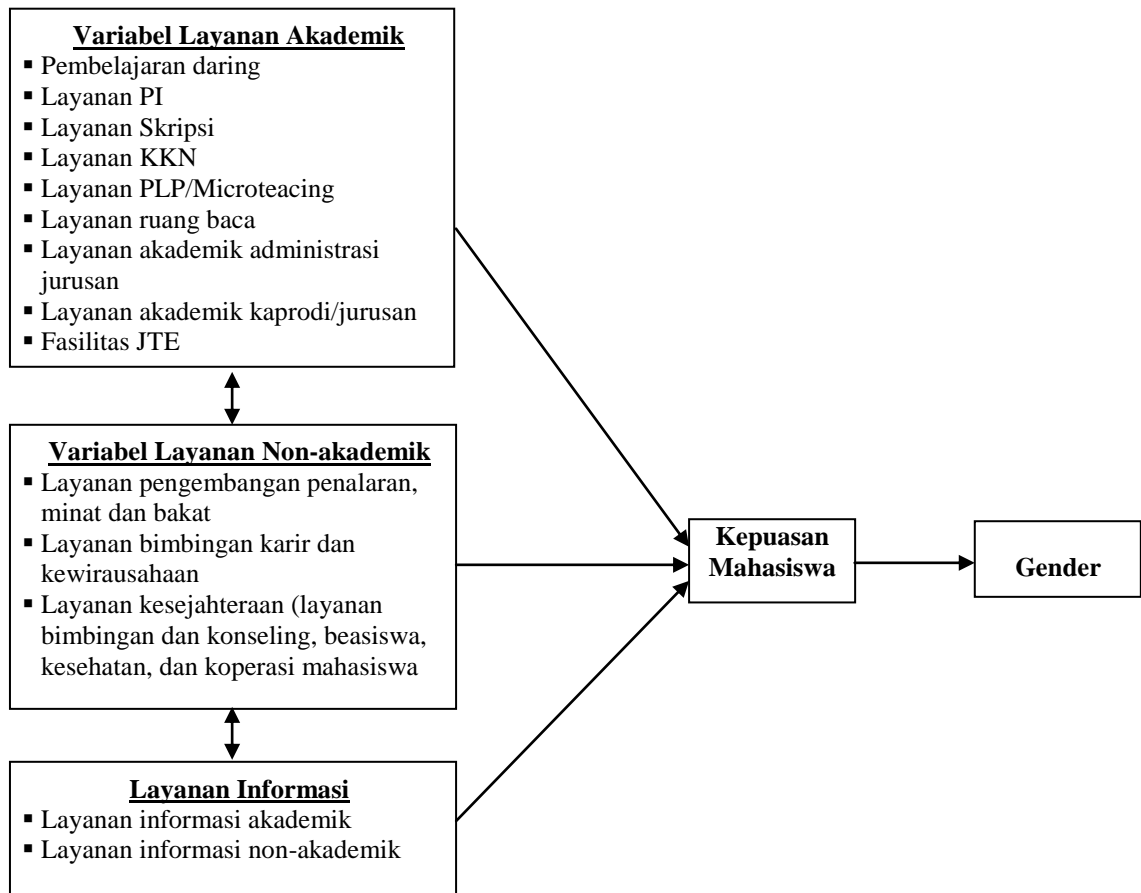 Variabel Layanan Akademik
▪ Pembelajaran daring
▪ Layanan PI
▪ Layanan Skripsi
▪ Layanan KKN
▪ Layanan PLP/Microteacing
▪ Layanan ruang baca
▪ Layanan akademik administrasi
jurusan
▪ Layanan akademik kaprodi/jurusan
▪ Fasilitas JTE
Variabel Layanan Non-akademik
▪ Layanan pengembangan penalaran,
minat dan bakat
▪ Layanan bimbingan karir dan
kewirausahaan
▪ Layanan kesejahteraan (layanan
bimbingan dan konseling, beasiswa,
kesehatan, dan koperasi mahasiswa
Layanan Informasi
▪ Layanan informasi akademik
▪ Layanan informasi non-akademik
Kepuasan
Mahasiswa
Gender